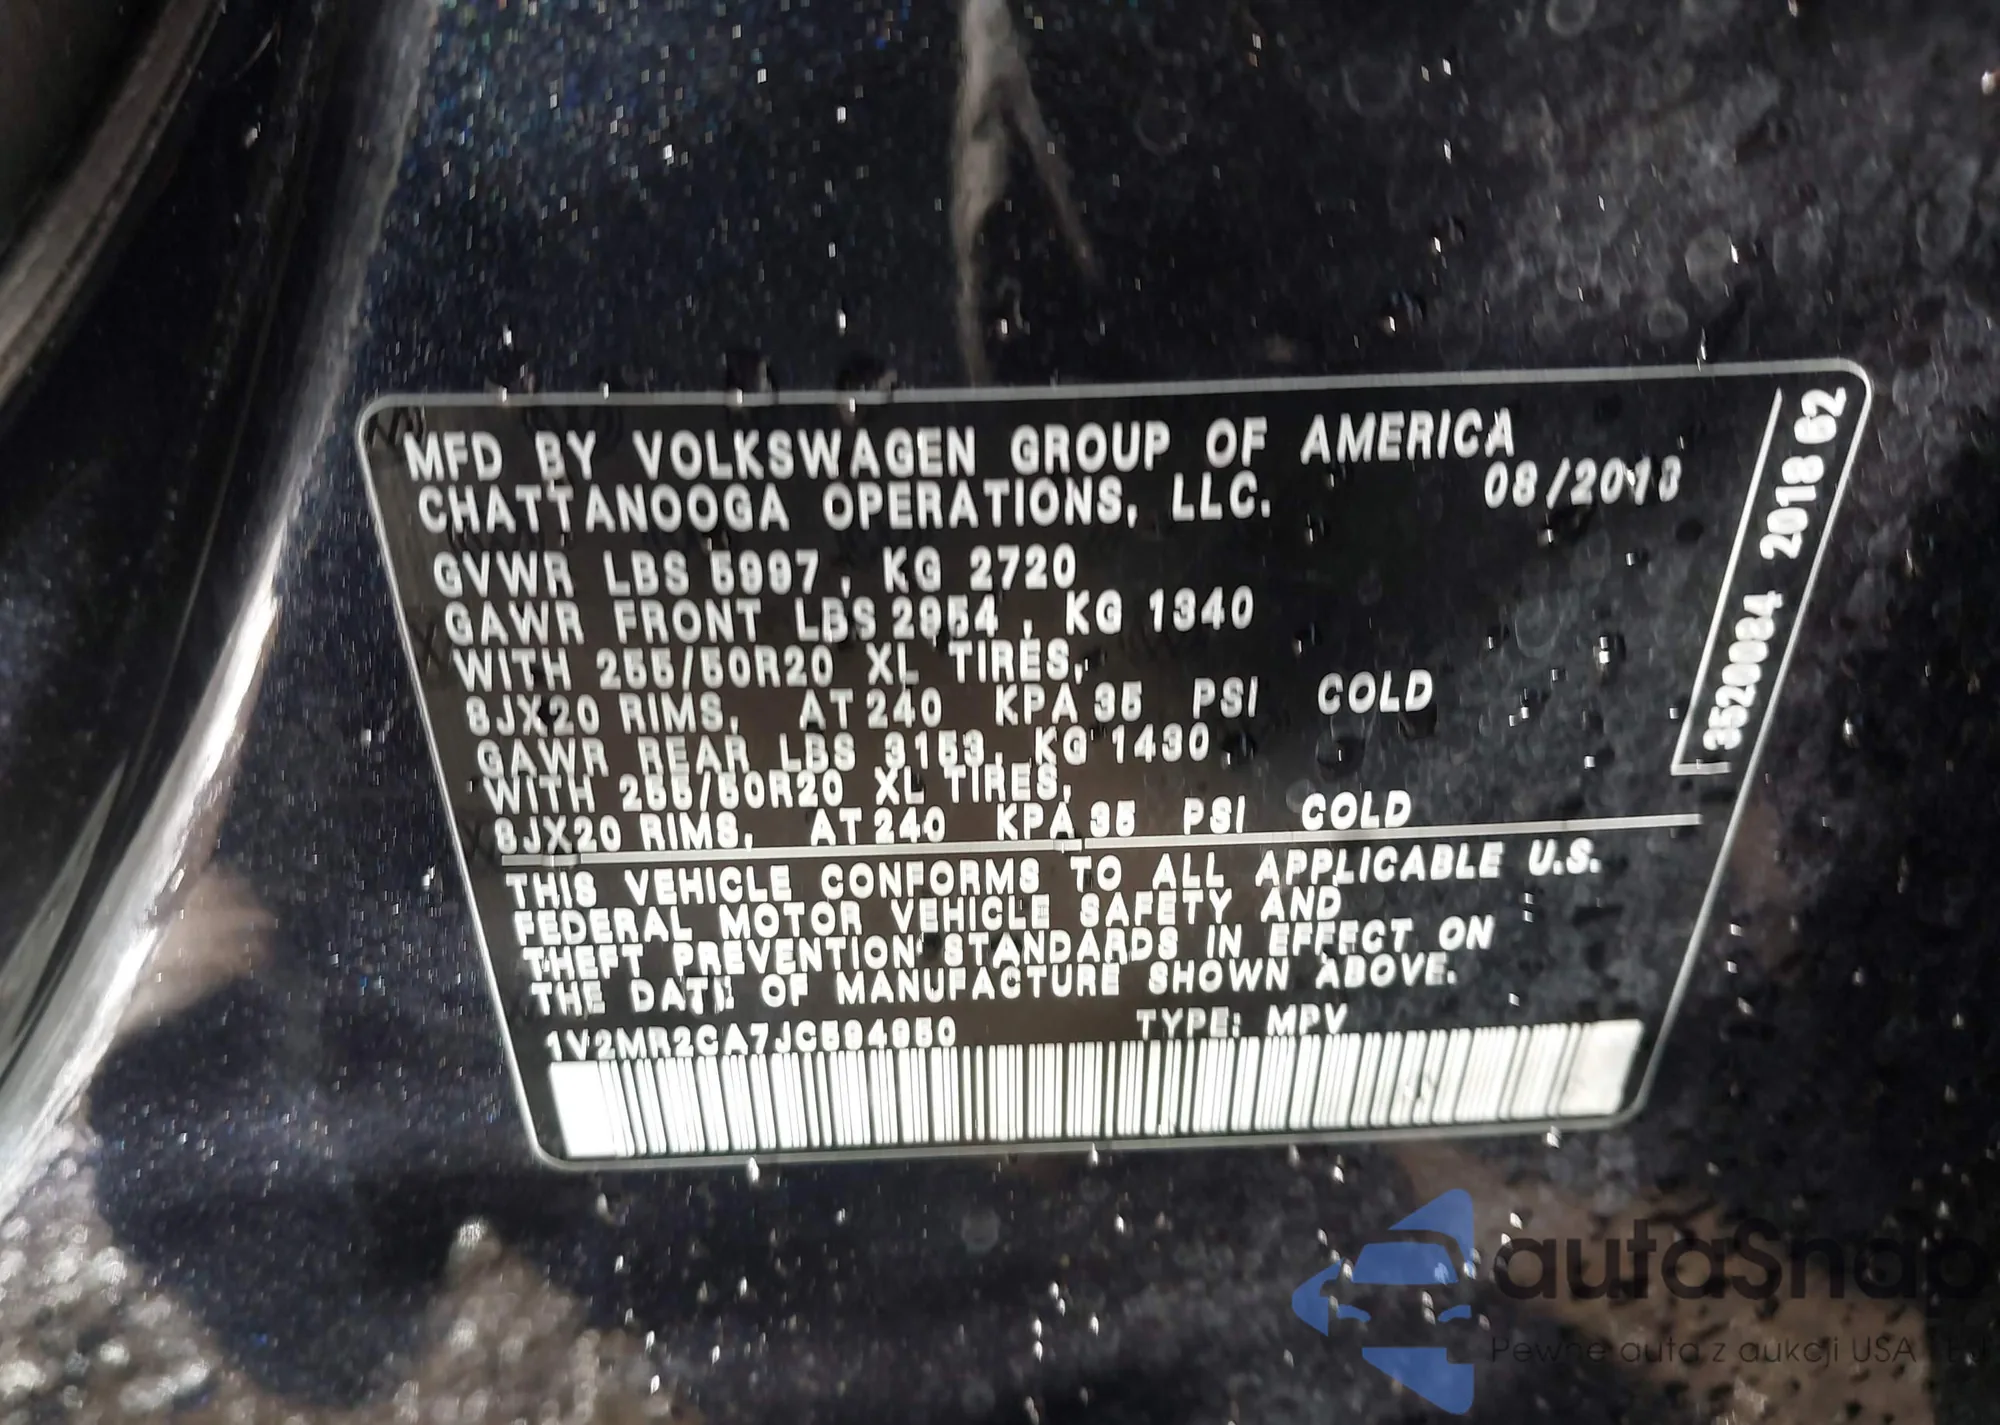 MFD BY VOLKSWAGEN GROUP OF AMERICA
CHATTANOOGA OPERATIONS, LLC. 08/2018
GVWR LBS 5997, KG 2720
GAWR FRONT LBS 2954, KG 1340
WITH 255/50R20 XL TIRES,
8JX20 RIMS, AT 240 KPA 35 PSI COLD
GAWR REAR LBS 3153, KG 1430
WITH 255/50R20 XL TIRES,
8JX20 RIMS, AT 240 KPA 35 PSI COLD
THIS VEHICLE CONFORMS TO ALL APPLICABLE U.S.
FEDERAL MOTOR VEHICLE SAFETY AND
THEFT PREVENTION STANDARDS IN EFFECT ON
THE DATE OF MANUFACTURE SHOWN ABOVE.
1V2MR2CA7JC594950 TYPE: MPV
3520084 2018 62
autaSnap
Pewne auta z aukcji USA